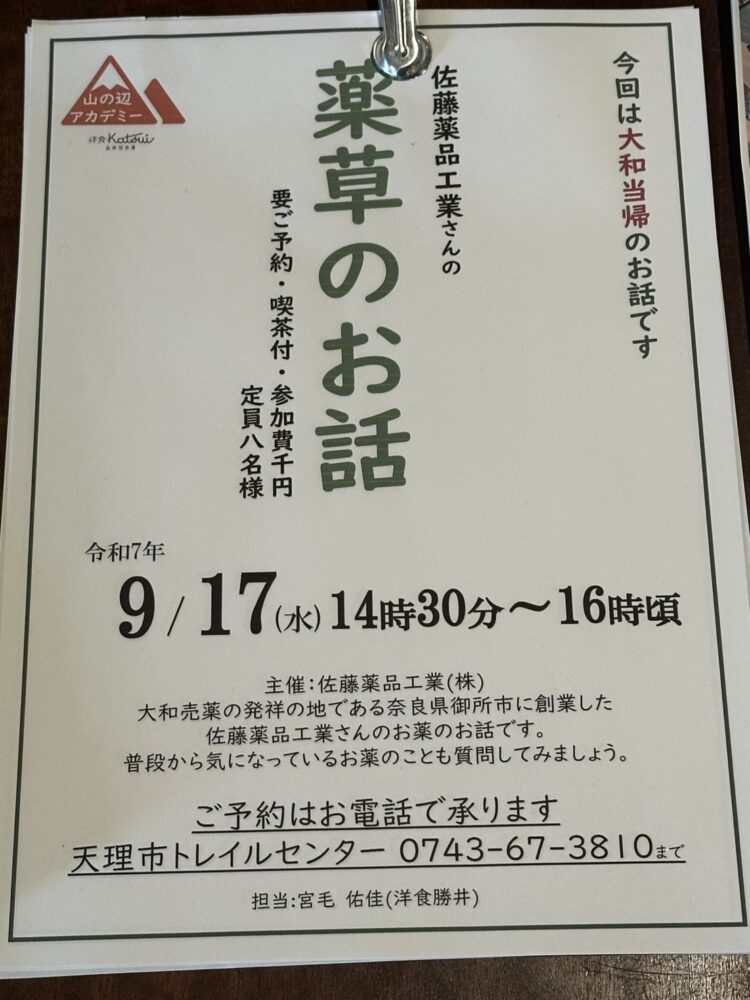 今回は大和当帰のお話です
佐藤薬品工業さんの
薬草のお話
要ご予約・喫茶付・参加費千円
定員八名様
山の辺
アカデミー
洋食Katsui
令和7年
9/17(水)14時30分～16時頃
主催:佐藤薬品工業(株)
大和売薬の発祥の地である奈良県御所市に創業した
佐藤薬品工業さんのお薬のお話です。
普段から気になっているお薬のことも質問してみましょう。
ご予約はお電話で承ります
天理市トレイルセンター 0743-67-3810まで
担当:宮毛 佑佳(洋食勝井)